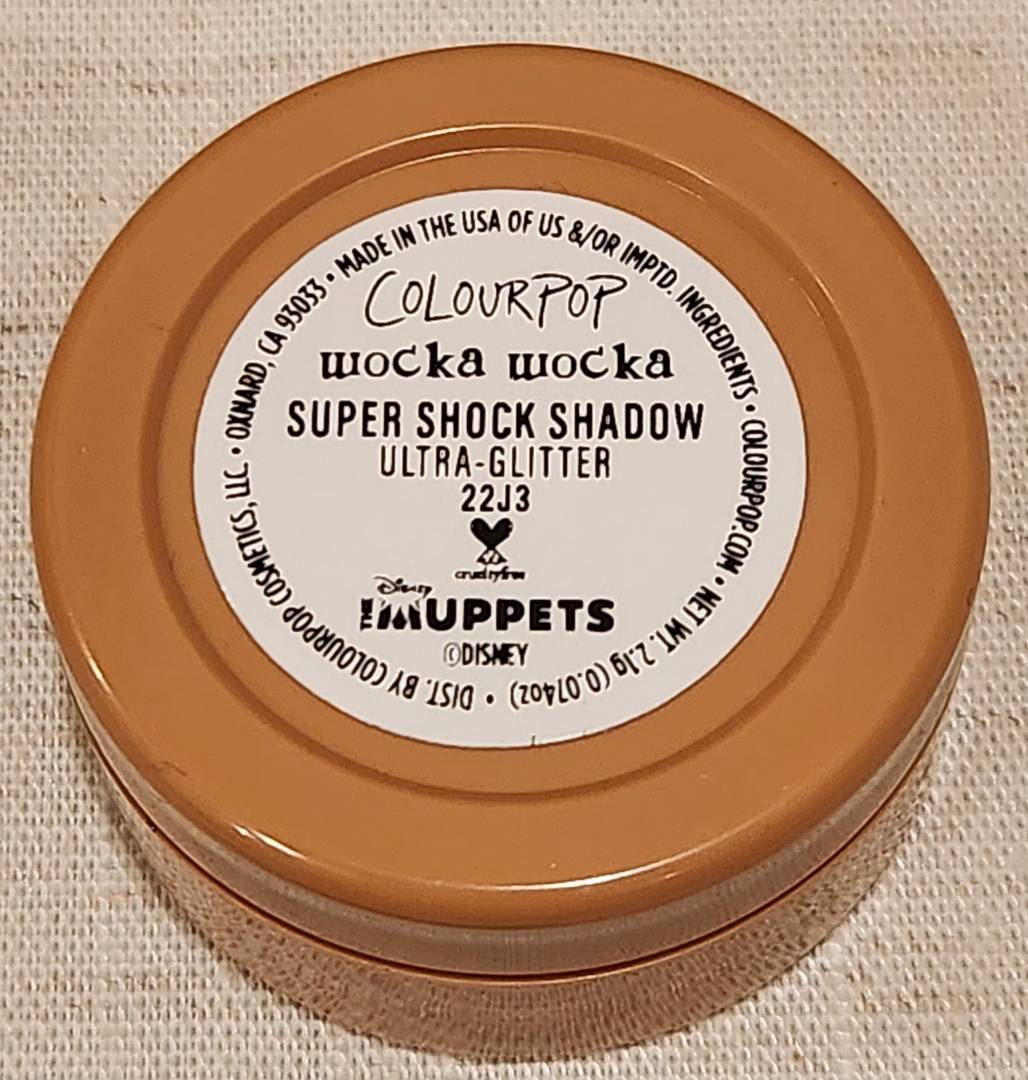 COLOURPOP
wocka wocka
SUPER SHOCK SHADOW
ULTRA-GLITTER
22J3
cruelty free
Disney
THE MUPPETS
©DISNEY
DIST. BY COLOURPOP COSMETICS, LLC. • OXNARD, CA 93033 • MADE IN THE USA OF US &/OR IMPTD. INGREDIENTS • COLOURPOP.COM • NET WT. 2.1g (0.074oz) •